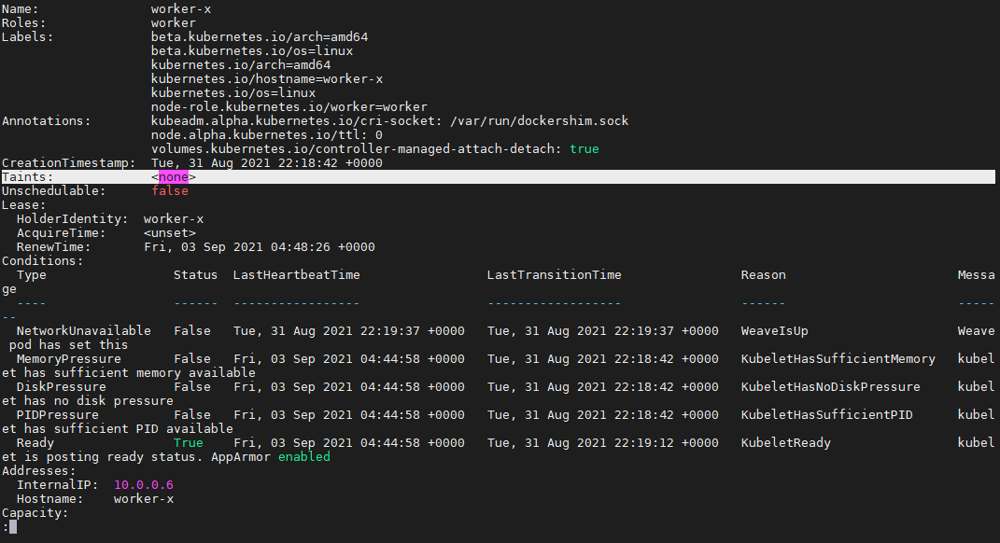 Name:               worker-x
Roles:              worker
Labels:             beta.kubernetes.io/arch=amd64
                    beta.kubernetes.io/os=linux
                    kubernetes.io/arch=amd64
                    kubernetes.io/hostname=worker-x
                    kubernetes.io/os=linux
                    node-role.kubernetes.io/worker=worker
Annotations:        kubeadm.alpha.kubernetes.io/cri-socket: /var/run/dockershim.sock
                    node.alpha.kubernetes.io/ttl: 0
                    volumes.kubernetes.io/controller-managed-attach-detach: true
CreationTimestamp:  Tue, 31 Aug 2021 22:18:42 +0000
Taints:             <none>
Unschedulable:      false
Lease:
  HolderIdentity:  worker-x
  AcquireTime:     <unset>
  RenewTime:       Fri, 03 Sep 2021 04:48:26 +0000
Conditions:
  Type                 Status  LastHeartbeatTime                 LastTransitionTime                Reason                       Messa
ge
  ----                 ------  -----------------                 ------------------                ------                       -----
--
  NetworkUnavailable   False   Tue, 31 Aug 2021 22:19:37 +0000   Tue, 31 Aug 2021 22:19:37 +0000   WeaveIsUp                    Weave
 pod has set this
  MemoryPressure       False   Fri, 03 Sep 2021 04:44:58 +0000   Tue, 31 Aug 2021 22:18:42 +0000   KubeletHasSufficientMemory   kubel
et has sufficient memory available
  DiskPressure         False   Fri, 03 Sep 2021 04:44:58 +0000   Tue, 31 Aug 2021 22:18:42 +0000   KubeletHasNoDiskPressure     kubel
et has no disk pressure
  PIDPressure          False   Fri, 03 Sep 2021 04:44:58 +0000   Tue, 31 Aug 2021 22:18:42 +0000   KubeletHasSufficientPID      kubel
et has sufficient PID available
  Ready                True    Fri, 03 Sep 2021 04:44:58 +0000   Tue, 31 Aug 2021 22:19:12 +0000   KubeletReady                 kubel
et is posting ready status. AppArmor enabled
Addresses:
  InternalIP:  10.0.0.6
  Hostname:    worker-x
Capacity:
: